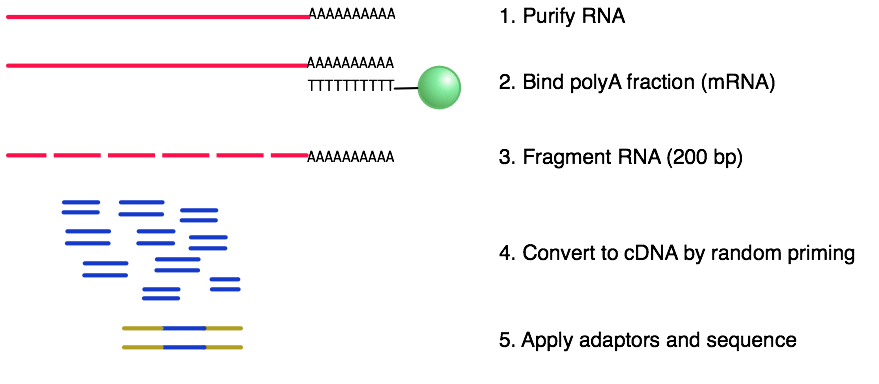 AAAAAAAAAA 1. Purify RNA
AAAAAAAAAA
TTTTTTTTTT 2. Bind polyA fraction (mRNA)
AAAAAAAAAA 3. Fragment RNA (200 bp)
4. Convert to cDNA by random priming
5. Apply adaptors and sequence